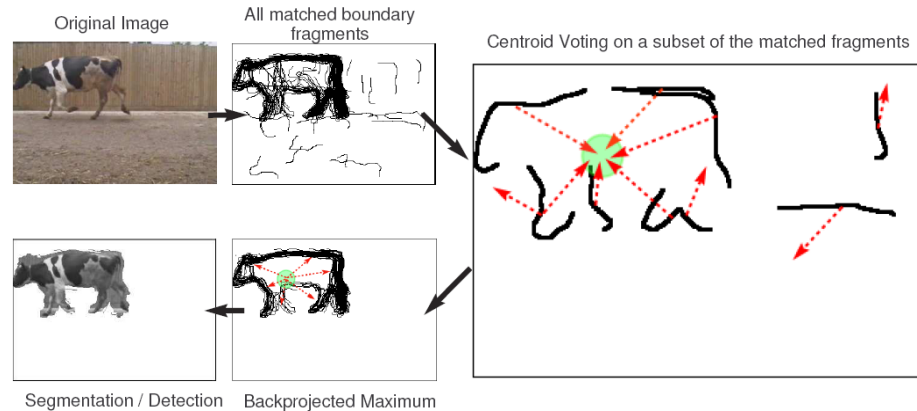 Original Image
All matched boundary
fragments
Centroid Voting on a subset of the matched fragments
Segmentation / Detection
Backprojected Maximum